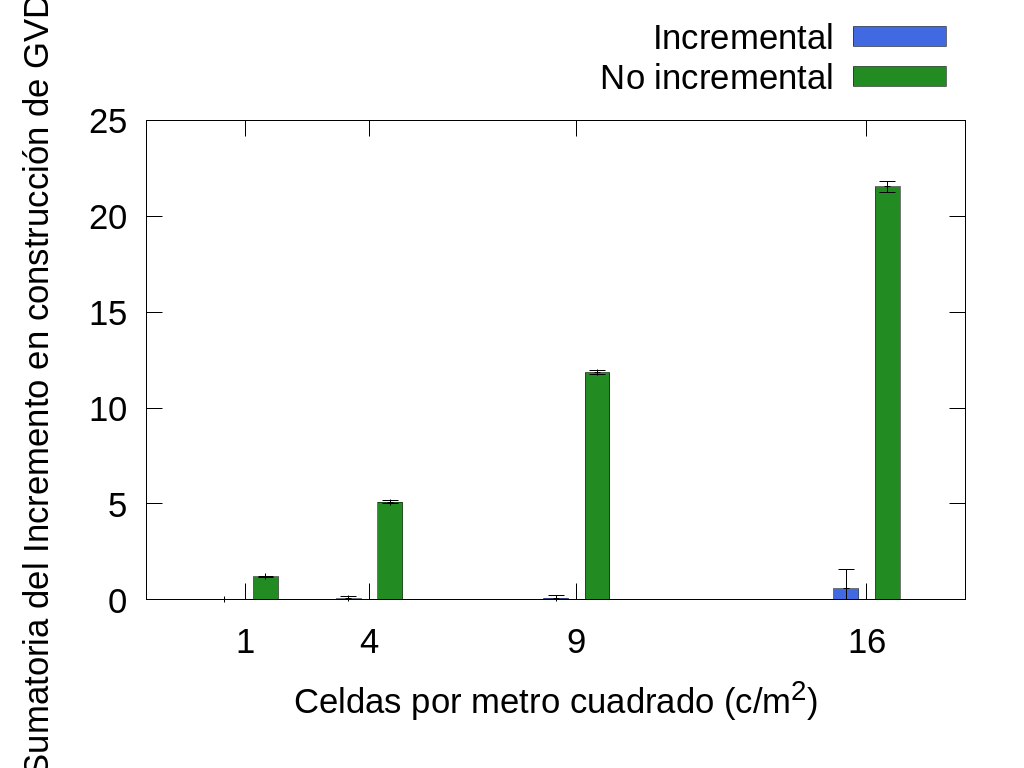 Incremental
No incremental
Sumatoria del Incremento en construcción de GVD
25
20
15
10
5
0
1 4 9 16
Celdas por metro cuadrado (c/m²)